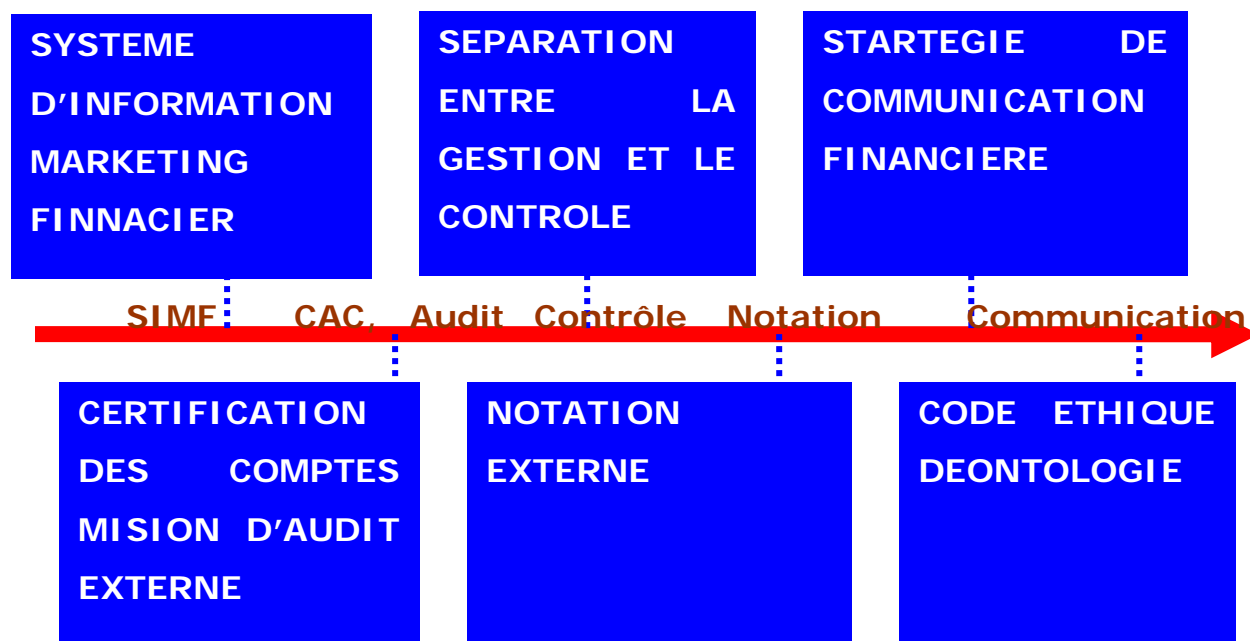 SYSTEME
D'INFORMATION
MARKETING
FINNACIER
SEPARATION
ENTRE LA
GESTION ET LE
CONTROLE
STARTEGIE DE
COMMUNICATION
FINANCIERE
SIMF CAC, Audit Contrôle Notation Communication
CERTIFICATION
DES COMPTES
MISION D'AUDIT
EXTERNE
NOTATION
EXTERNE
CODE ETHIQUE
DEONTOLOGIE